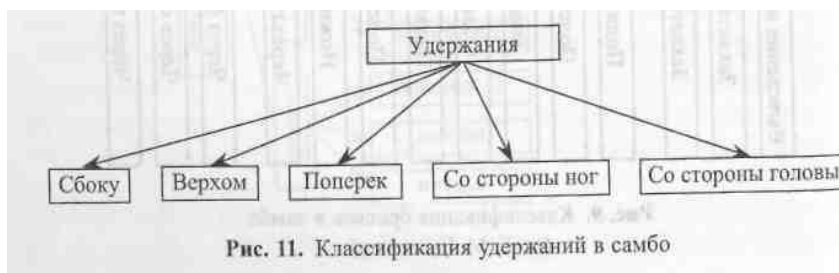 Удержания
Сбоку
Верхом
Поперек
Со стороны ног
Со стороны головы
Рис. 11. Классификация удержаний в самбо